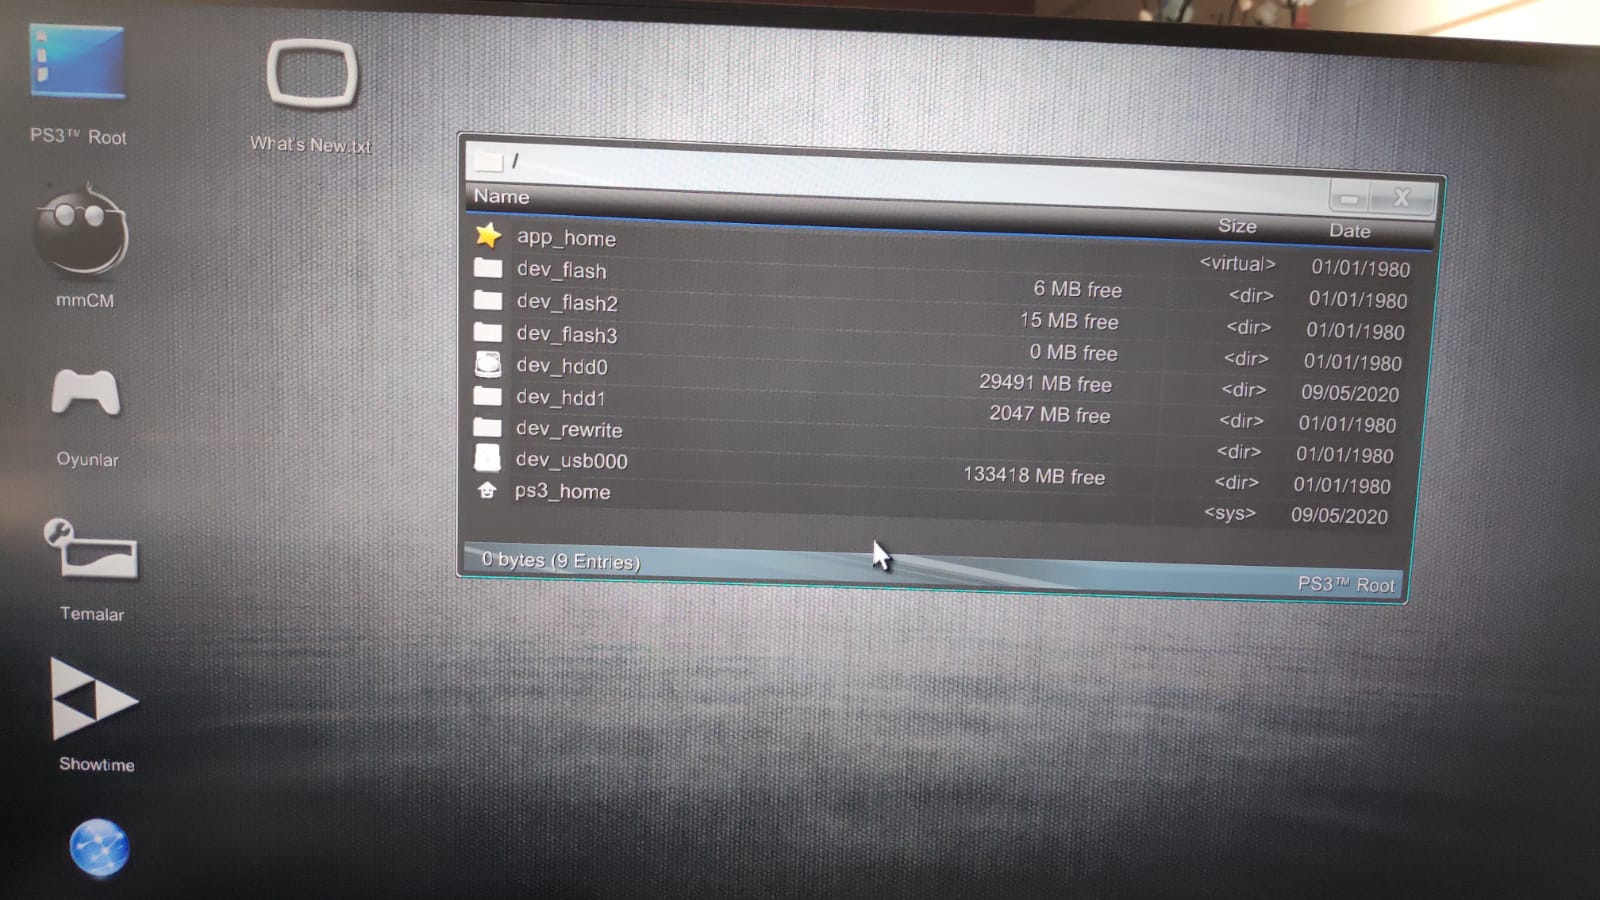 PS3™ Root
What's New.txt
mmCM
Oyunlar
Temalar
Showtime
/
X
Name Size Date
app_home <virtual> 01/01/1980
dev_flash 6 MB free <dir> 01/01/1980
dev_flash2 15 MB free <dir> 01/01/1980
dev_flash3 0 MB free <dir> 01/01/1980
dev_hdd0 29491 MB free <dir> 09/05/2020
dev_hdd1 2047 MB free <dir> 01/01/1980
dev_rewrite <dir> 01/01/1980
dev_usb000 133418 MB free <dir> 01/01/1980
ps3_home <sys> 09/05/2020
0 bytes (9 Entries) PS3™ Root